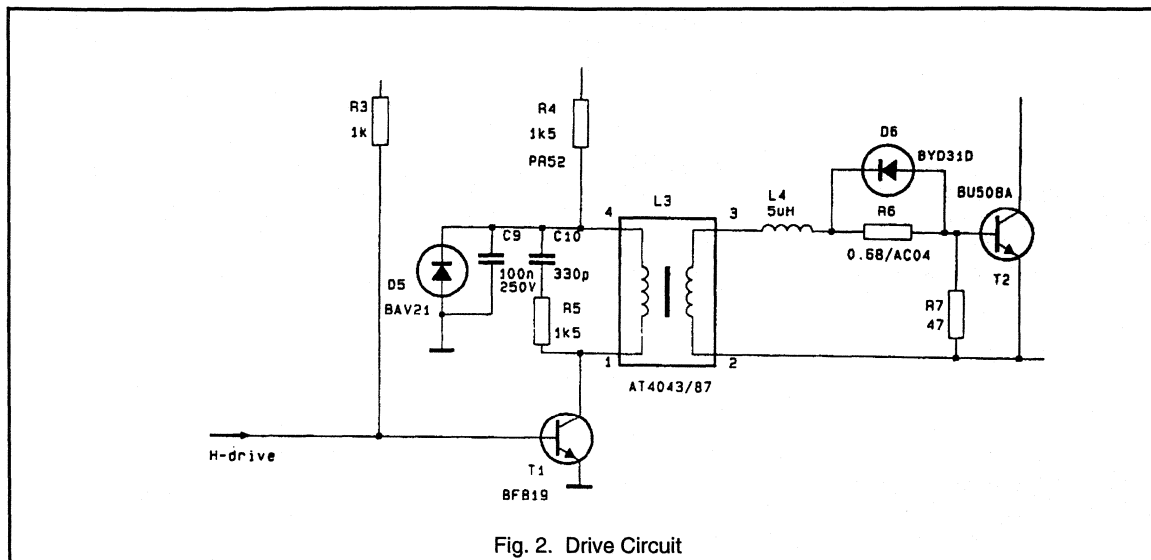 R3
1k
R4
1k5
PR52
D6
BYD31D
BU508A
L4
5uH
L3
4
3
R6
0.68/AC04
C9
C10
100n
250V
330p
D5
BAV21
R5
1k5
T2
R7
47
1
2
AT4043/87
H-drive
T1
BF819
Fig. 2. Drive Circuit